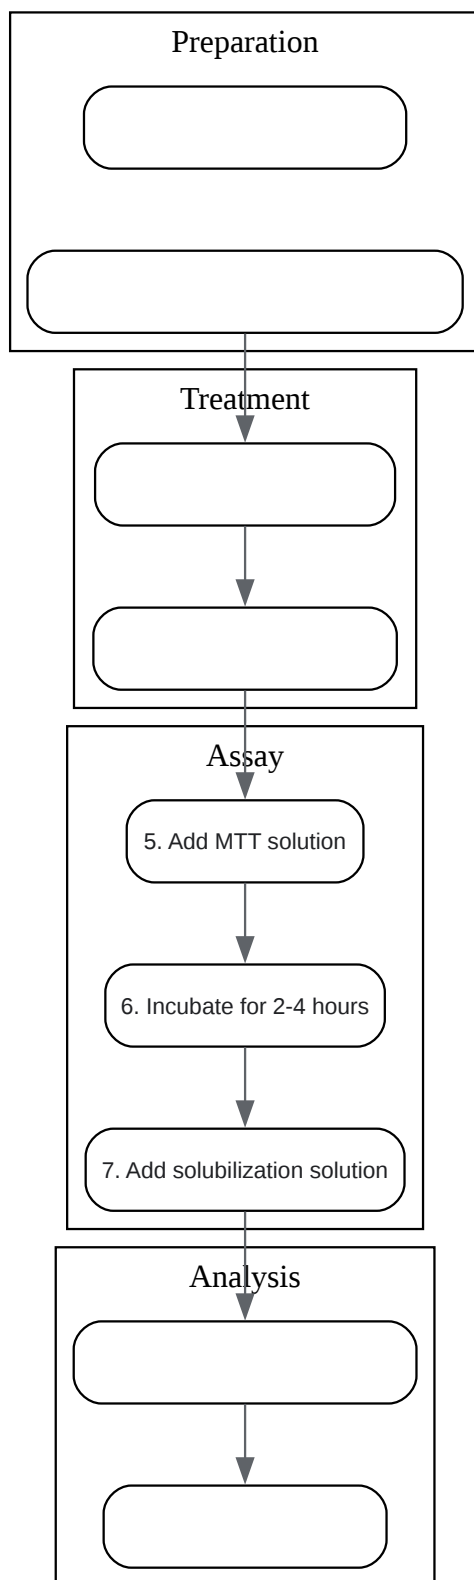 Preparation
Treatment
Assay
5. Add MTT solution
6. Incubate for 2-4 hours
7. Add solubilization solution
Analysis